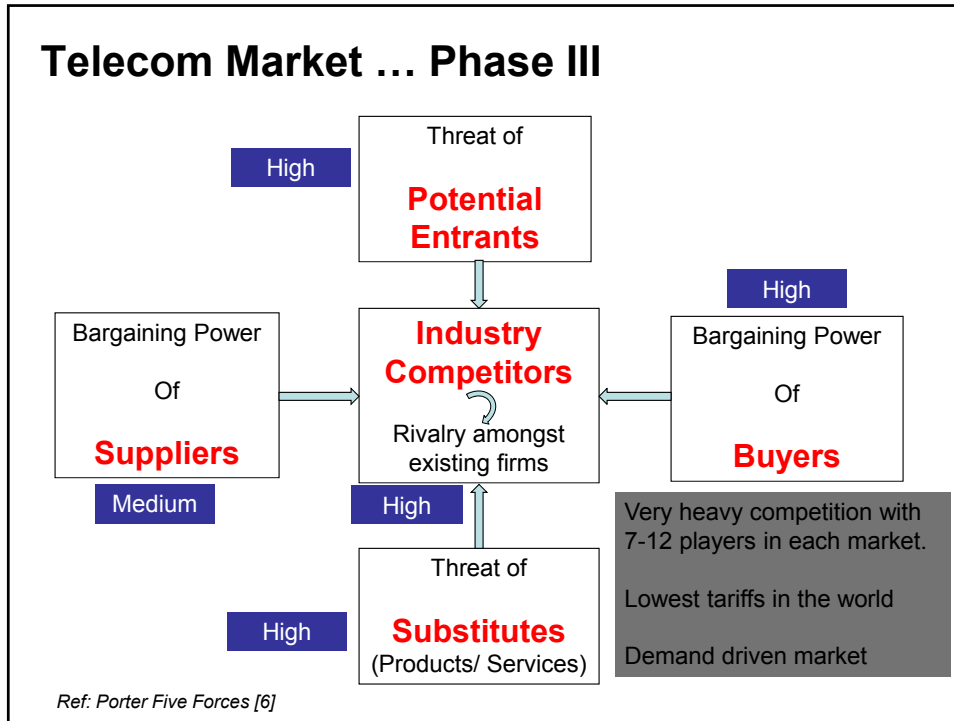 Telecom Market … Phase III
High
Threat of
Potential
Entrants
High
Bargaining Power
Of
Suppliers
Medium
Industry
Competitors
Rivalry amongst
existing firms
High
Bargaining Power
Of
Buyers
Threat of
Substitutes
(Products/ Services)
High
Very heavy competition with
7-12 players in each market.
Lowest tariffs in the world
Demand driven market
Ref: Porter Five Forces [6]